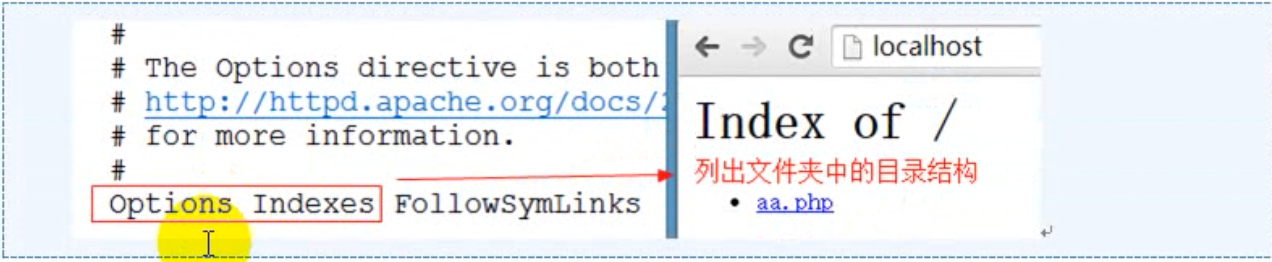 #
# The Options directive is both
# http://httpd.apache.org/docs/2
# for more information.
#
Options Indexes FollowSymLinks
localhost
Index of /
列出文件夹中的目录结构
• aa.php